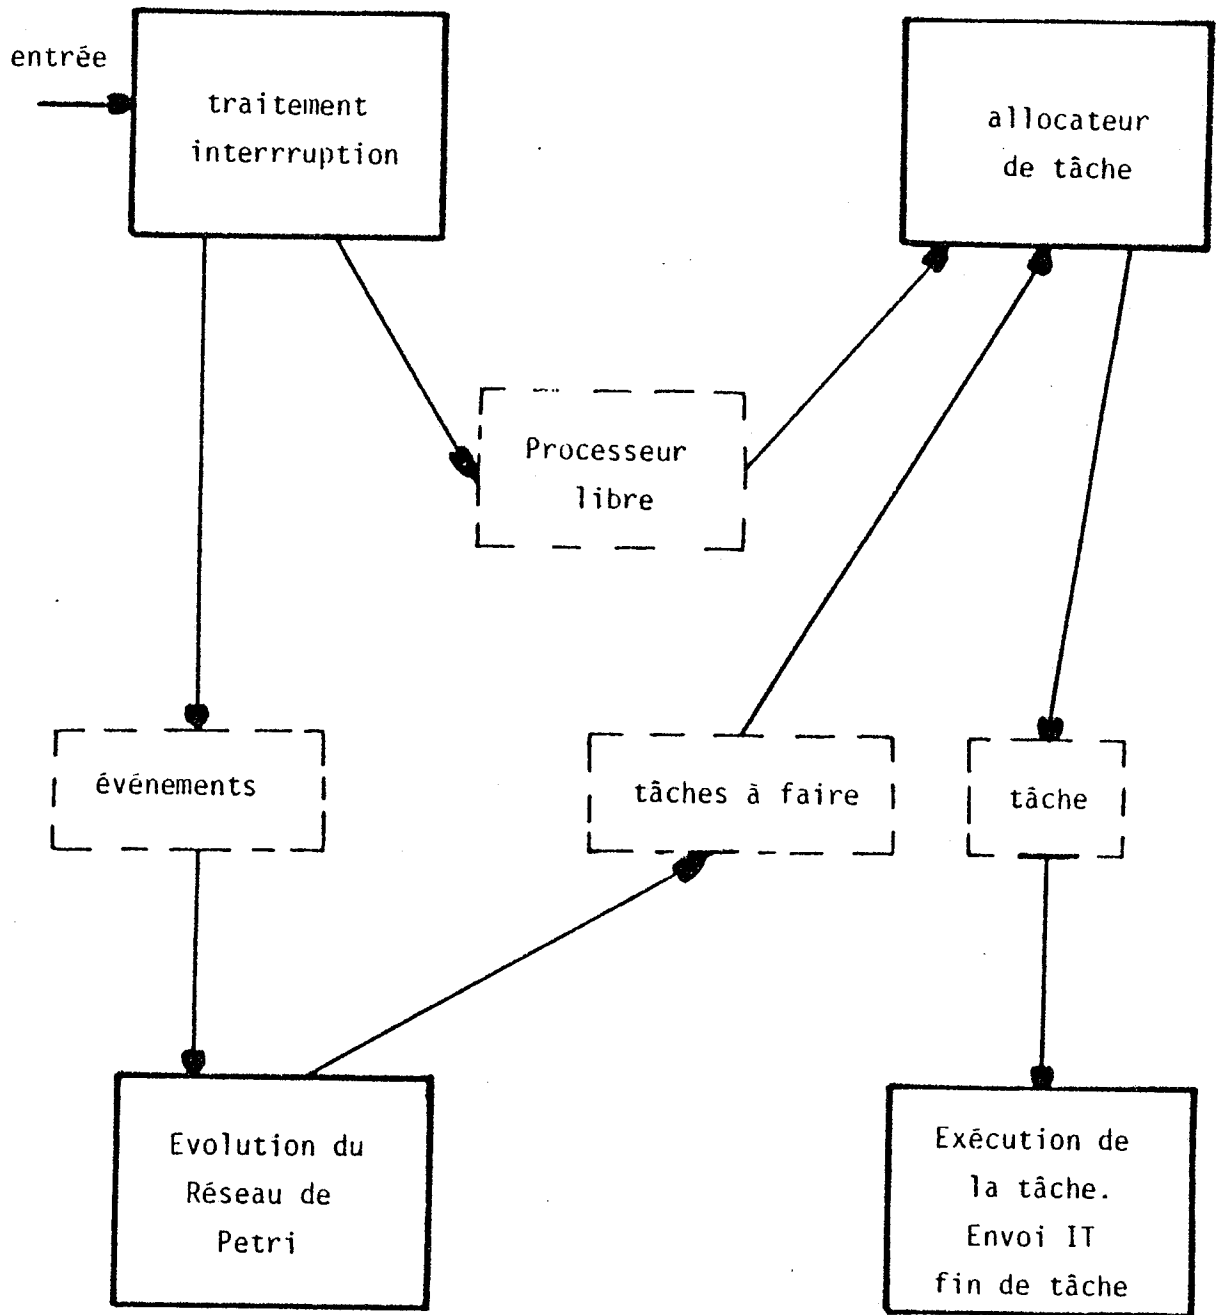 entrée
traitement
interrruption
allocateur
de tâche
Processeur
libre
événements
tâches à faire
tâche
Evolution du
Réseau de
Petri
Exécution de
la tâche.
Envoi IT
fin de tâche